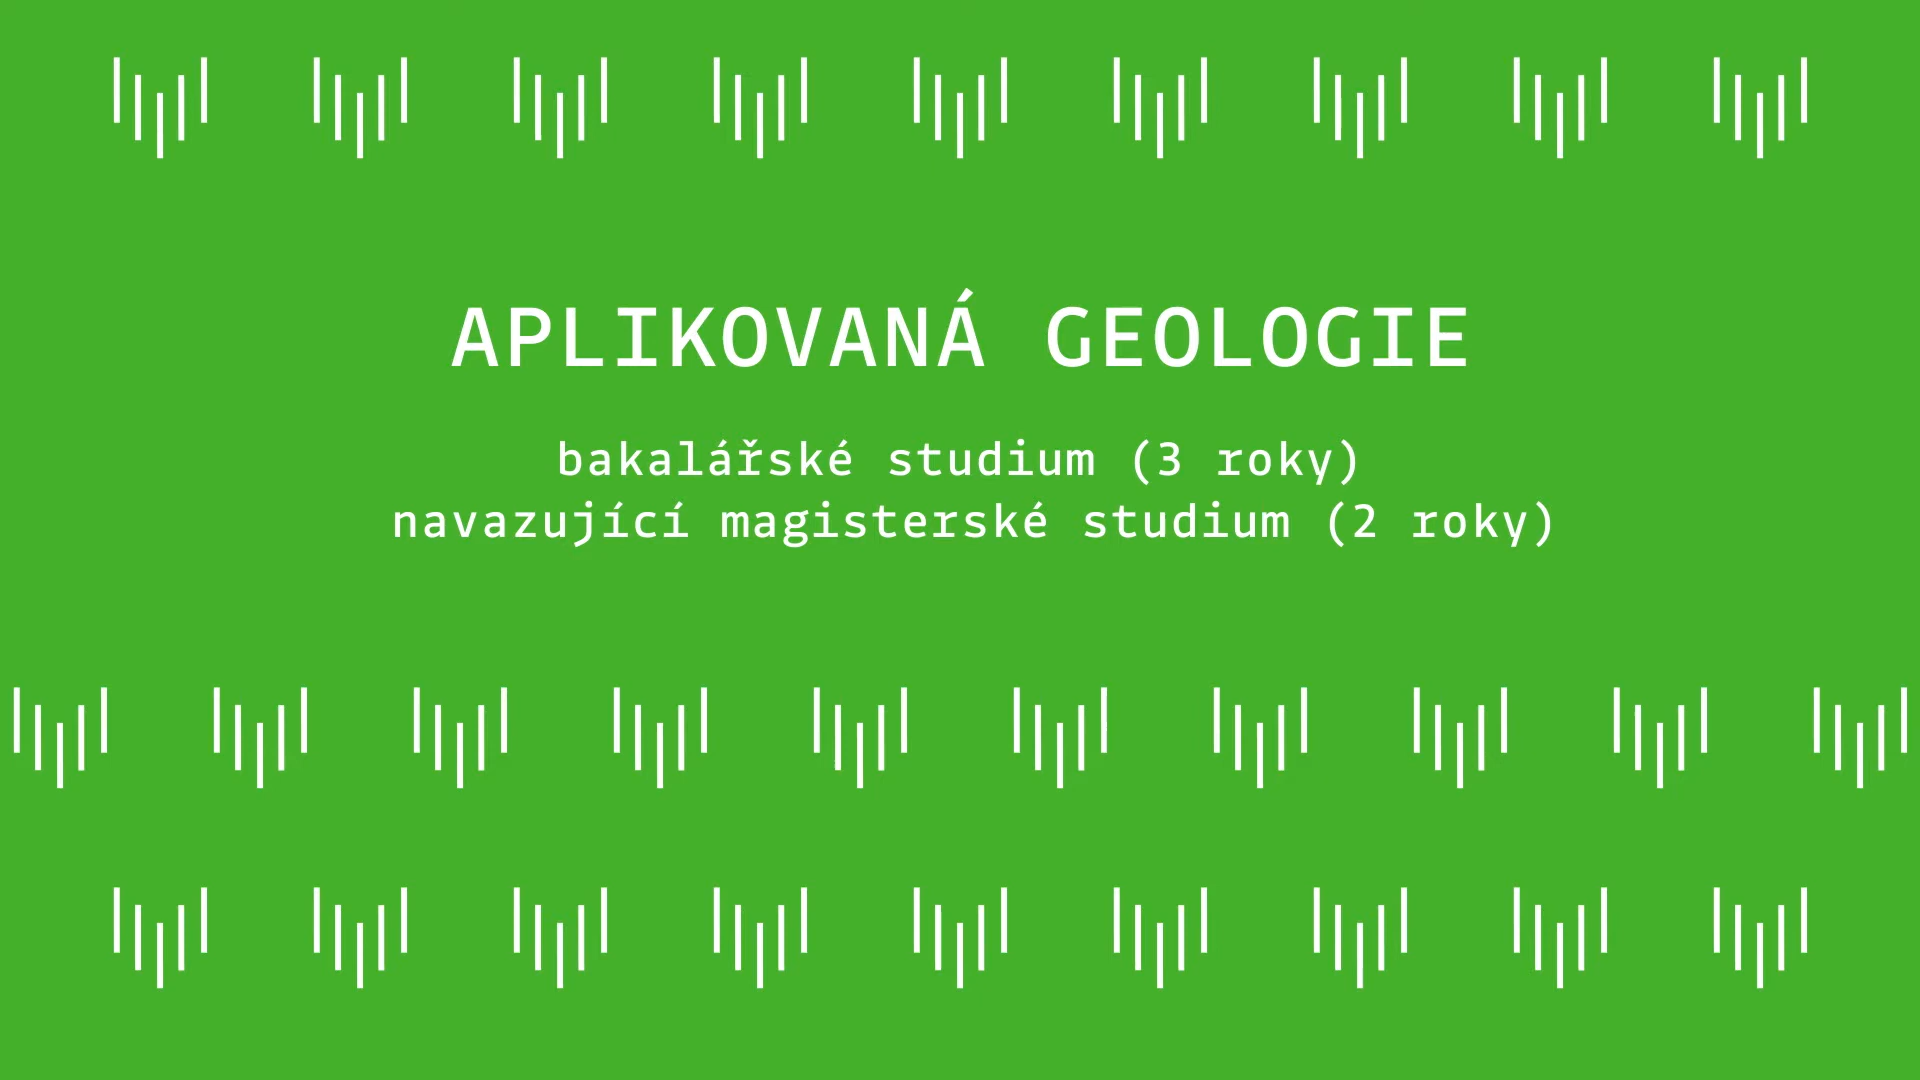 APLIKOVANÁ GEOLOGIE
bakalářské studium (3 roky)
navazující magisterské studium (2 roky)